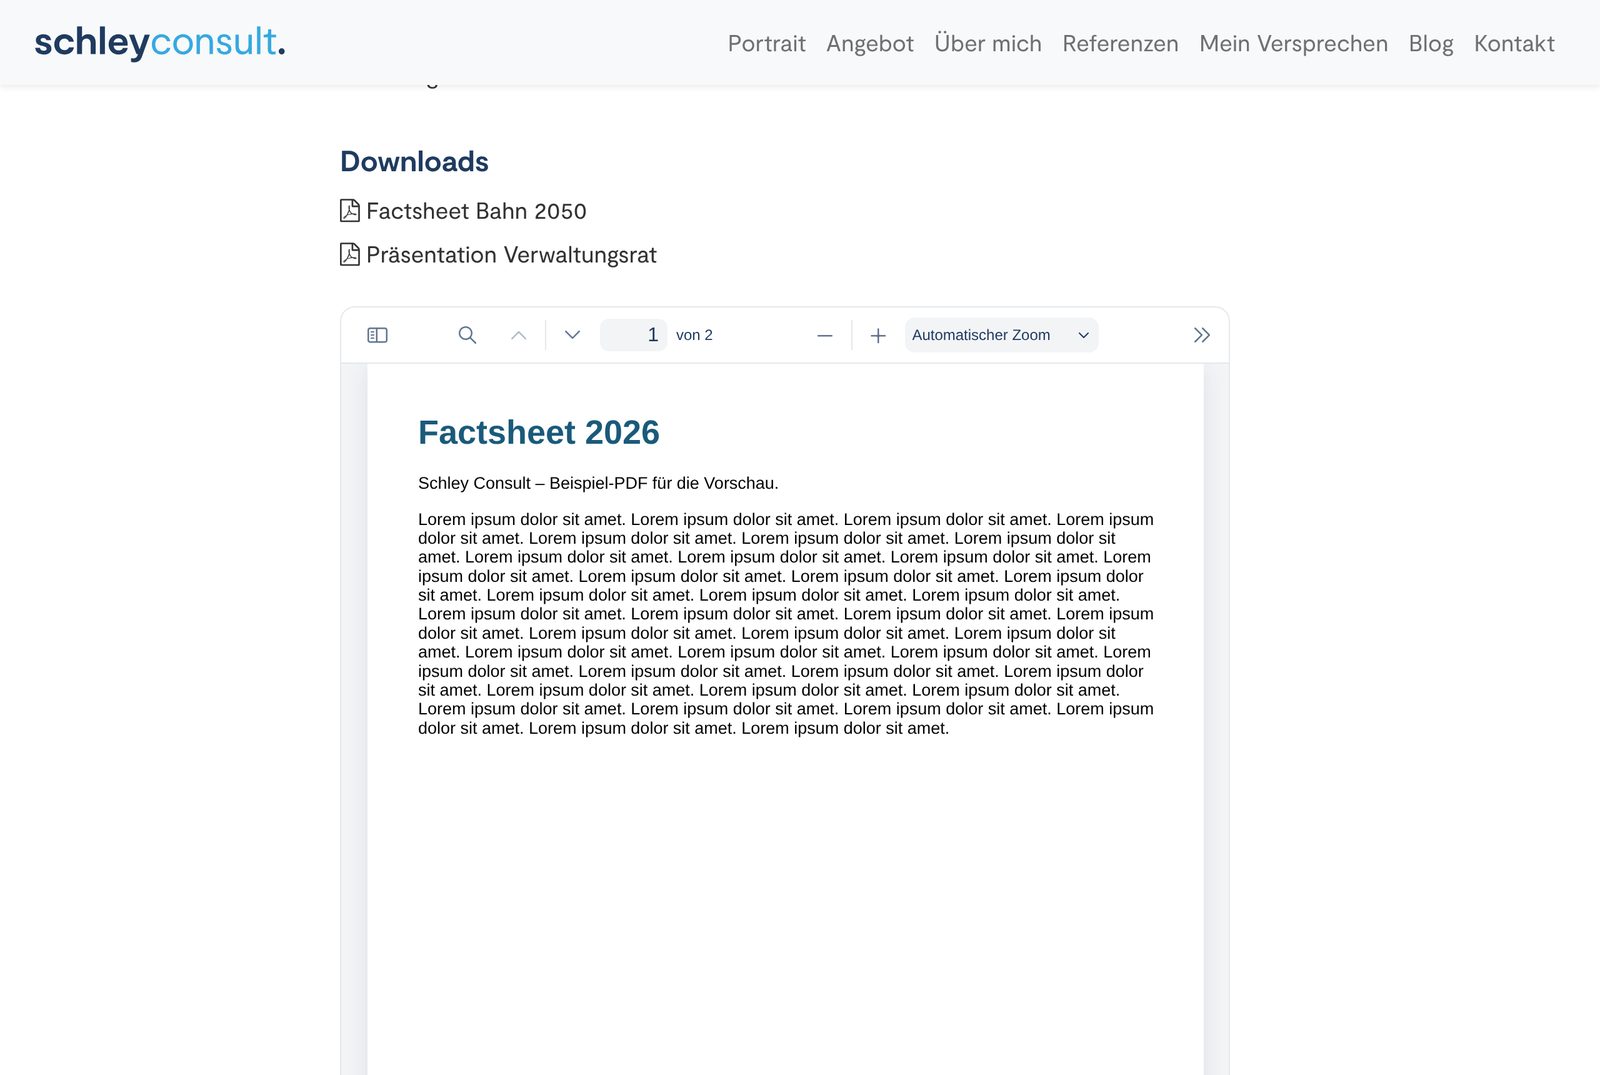 schleyconsult.
Portrait Angebot Über mich Referenzen Mein Versprechen Blog Kontakt
Downloads
Factsheet Bahn 2050
Präsentation Verwaltungsrat
1 von 2 Automatischer Zoom
Factsheet 2026
Schley Consult – Beispiel-PDF für die Vorschau.
Lorem ipsum dolor sit amet. Lorem ipsum dolor sit amet. Lorem ipsum dolor sit amet. Lorem ipsum
dolor sit amet. Lorem ipsum dolor sit amet. Lorem ipsum dolor sit amet. Lorem ipsum dolor sit
amet. Lorem ipsum dolor sit amet. Lorem ipsum dolor sit amet. Lorem ipsum dolor sit amet. Lorem
ipsum dolor sit amet. Lorem ipsum dolor sit amet. Lorem ipsum dolor sit amet. Lorem ipsum dolor
sit amet. Lorem ipsum dolor sit amet. Lorem ipsum dolor sit amet. Lorem ipsum dolor sit amet.
Lorem ipsum dolor sit amet. Lorem ipsum dolor sit amet. Lorem ipsum dolor sit amet. Lorem ipsum
dolor sit amet. Lorem ipsum dolor sit amet. Lorem ipsum dolor sit amet. Lorem ipsum dolor sit
amet. Lorem ipsum dolor sit amet. Lorem ipsum dolor sit amet. Lorem ipsum dolor sit amet. Lorem
ipsum dolor sit amet. Lorem ipsum dolor sit amet. Lorem ipsum dolor sit amet. Lorem ipsum dolor
sit amet. Lorem ipsum dolor sit amet. Lorem ipsum dolor sit amet. Lorem ipsum dolor sit amet.
Lorem ipsum dolor sit amet. Lorem ipsum dolor sit amet. Lorem ipsum dolor sit amet. Lorem ipsum
dolor sit amet. Lorem ipsum dolor sit amet. Lorem ipsum dolor sit amet.